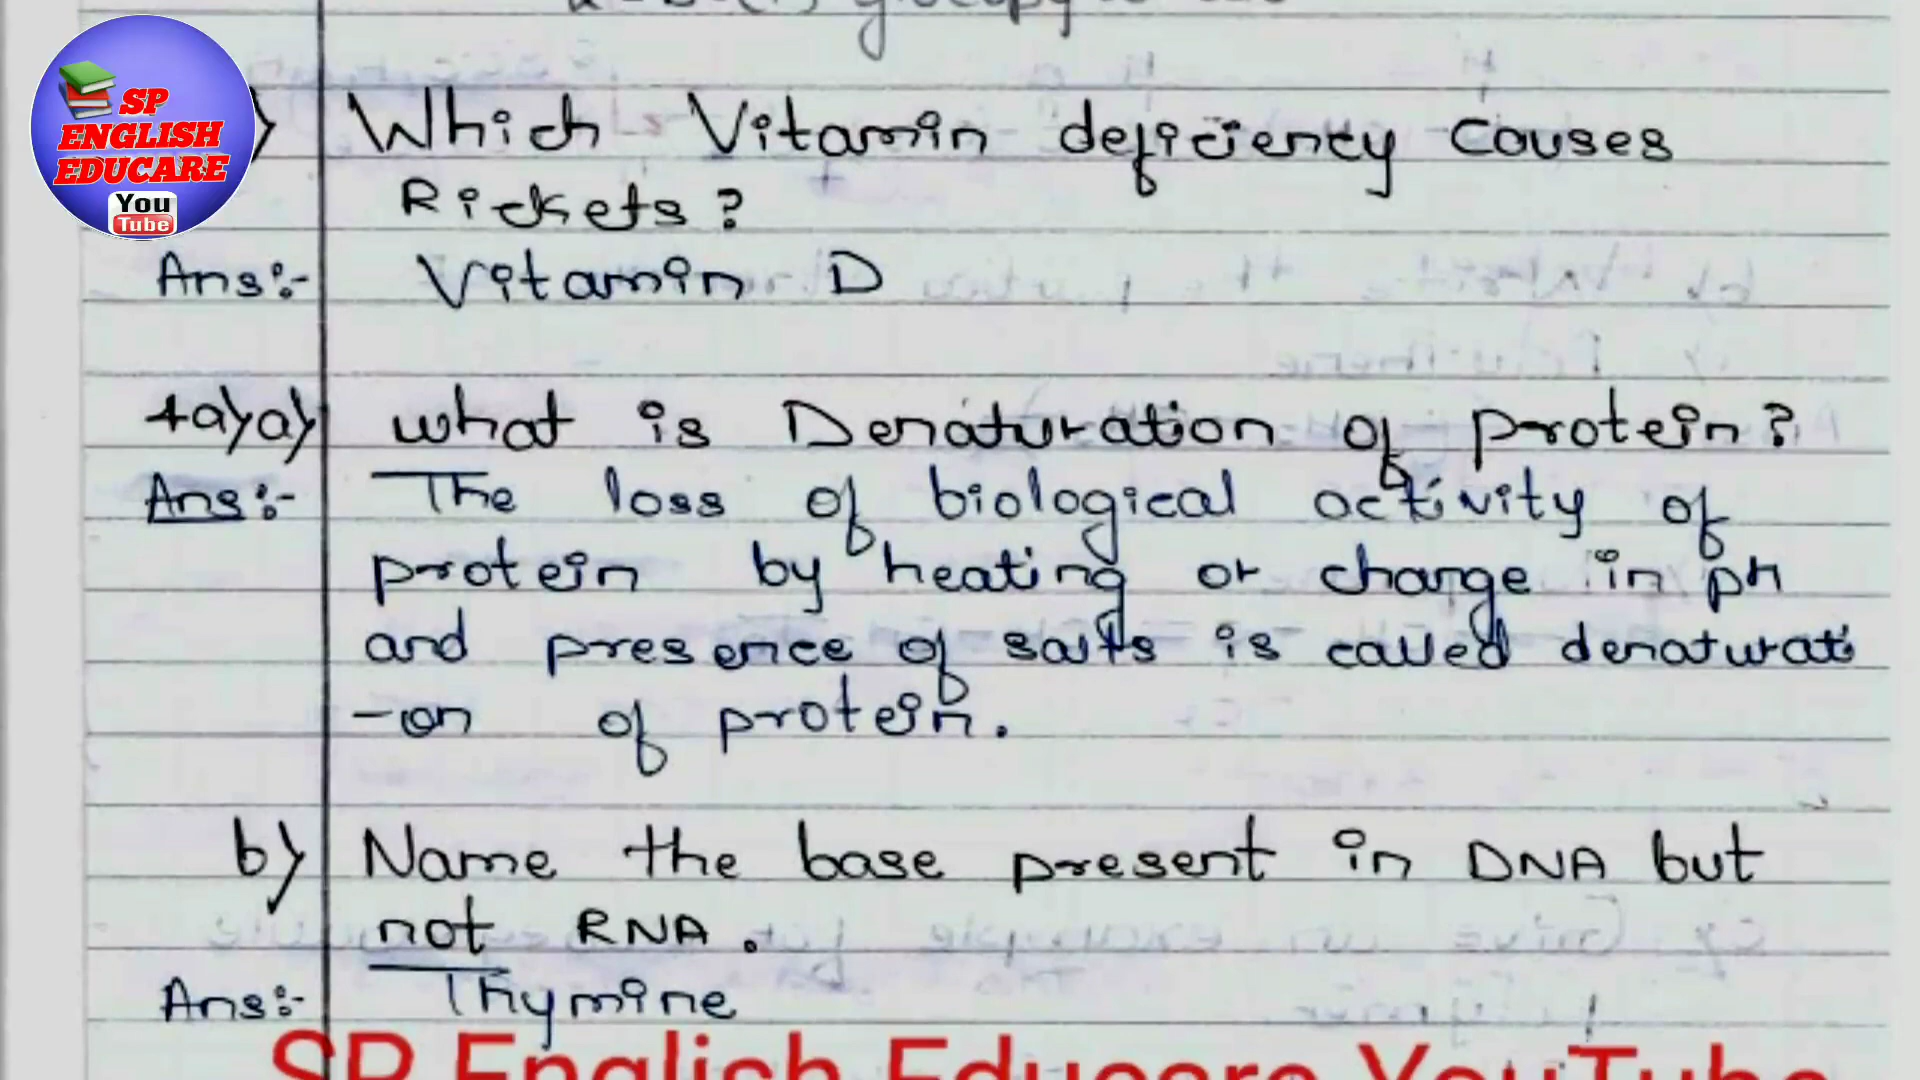 SP
ENGLISH
EDUCARE
You
Tube
Which Vitamin deficiency Causes
Rickets?
Ans:- Vitamin D
4a) a) What is Denaturation of protein?
Ans:- The loss of biological activity of
protein by heating or change in pH
and presence of salts is called denaturati
-on of protein.
b) Name the base present in DNA but
not RNA.
Ans:- Thymine
SP English Educare YouTube